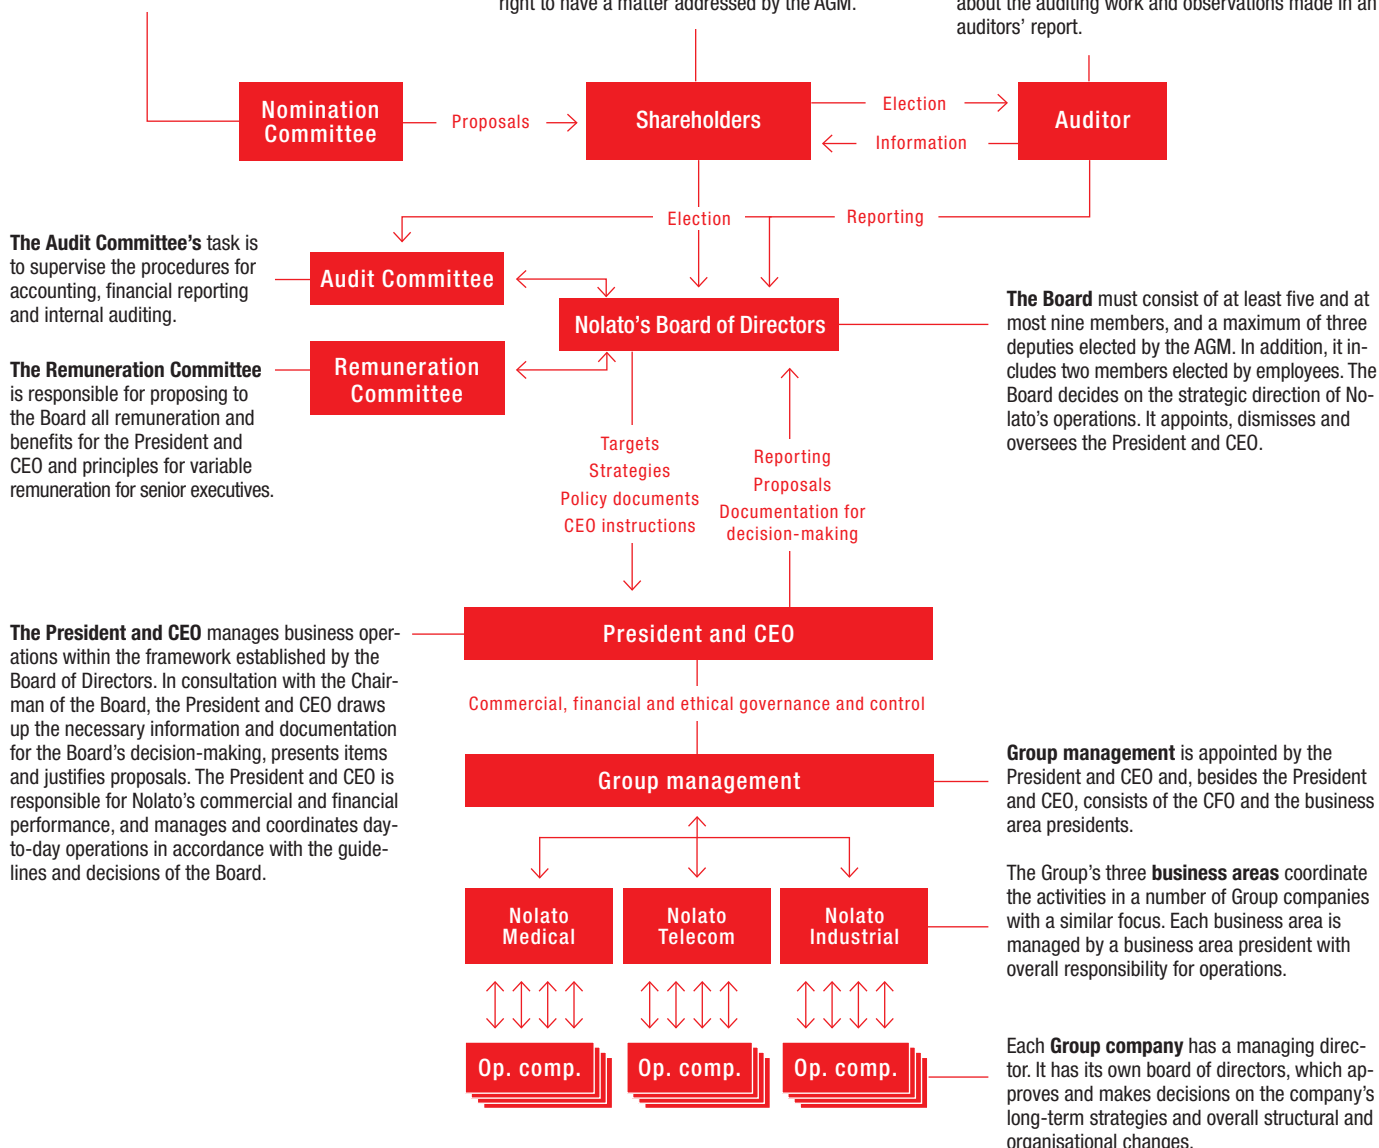 right to have a matter addressed by the AGM.
about the auditing work and observations made in an
auditors' report.
Nomination
Committee
Proposals
Shareholders
Election
Information
Auditor
Election
Reporting
The Audit Committee's task is
to supervise the procedures for
accounting, financial reporting
and internal auditing.
Audit Committee
Nolato's Board of Directors
The Board must consist of at least five and at
most nine members, and a maximum of three
deputies elected by the AGM. In addition, it in-
cludes two members elected by employees. The
Board decides on the strategic direction of No-
lato's operations. It appoints, dismisses and
oversees the President and CEO.
The Remuneration Committee
is responsible for proposing to
the Board all remuneration and
benefits for the President and
CEO and principles for variable
remuneration for senior executives.
Remuneration
Committee
Targets
Strategies
Policy documents
CEO instructions
Reporting
Proposals
Documentation for
decision-making
The President and CEO manages business oper-
ations within the framework established by the
Board of Directors. In consultation with the Chair-
man of the Board, the President and CEO draws
up the necessary information and documentation
for the Board's decision-making, presents items
and justifies proposals. The President and CEO is
responsible for Nolato's commercial and financial
performance, and manages and coordinates day-
to-day operations in accordance with the guide-
lines and decisions of the Board.
President and CEO
Commercial, financial and ethical governance and control
Group management
Group management is appointed by the
President and CEO and, besides the President
and CEO, consists of the CFO and the business
area presidents.
Nolato
Medical
Nolato
Telecom
Nolato
Industrial
The Group's three business areas coordinate
the activities in a number of Group companies
with a similar focus. Each business area is
managed by a business area president with
overall responsibility for operations.
Op. comp.
Op. comp.
Op. comp.
Each Group company has a managing direc-
tor. It has its own board of directors, which ap-
proves and makes decisions on the company's
long-term strategies and overall structural and
organisational changes.